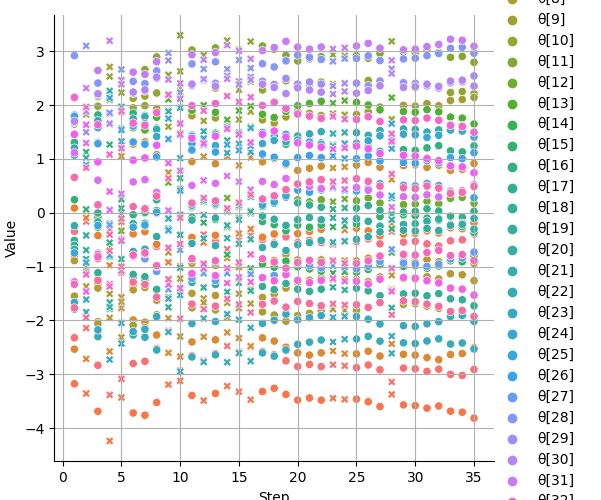 θ[8]
θ[9]
θ[10]
θ[11]
θ[12]
θ[13]
θ[14]
θ[15]
θ[16]
θ[17]
θ[18]
θ[19]
θ[20]
θ[21]
θ[22]
θ[23]
θ[24]
θ[25]
θ[26]
θ[27]
θ[28]
θ[29]
θ[30]
θ[31]
θ[32]
3
2
1
0
−1
−2
−3
−4
Value
0 5 10 15 20 25 30 35
Step